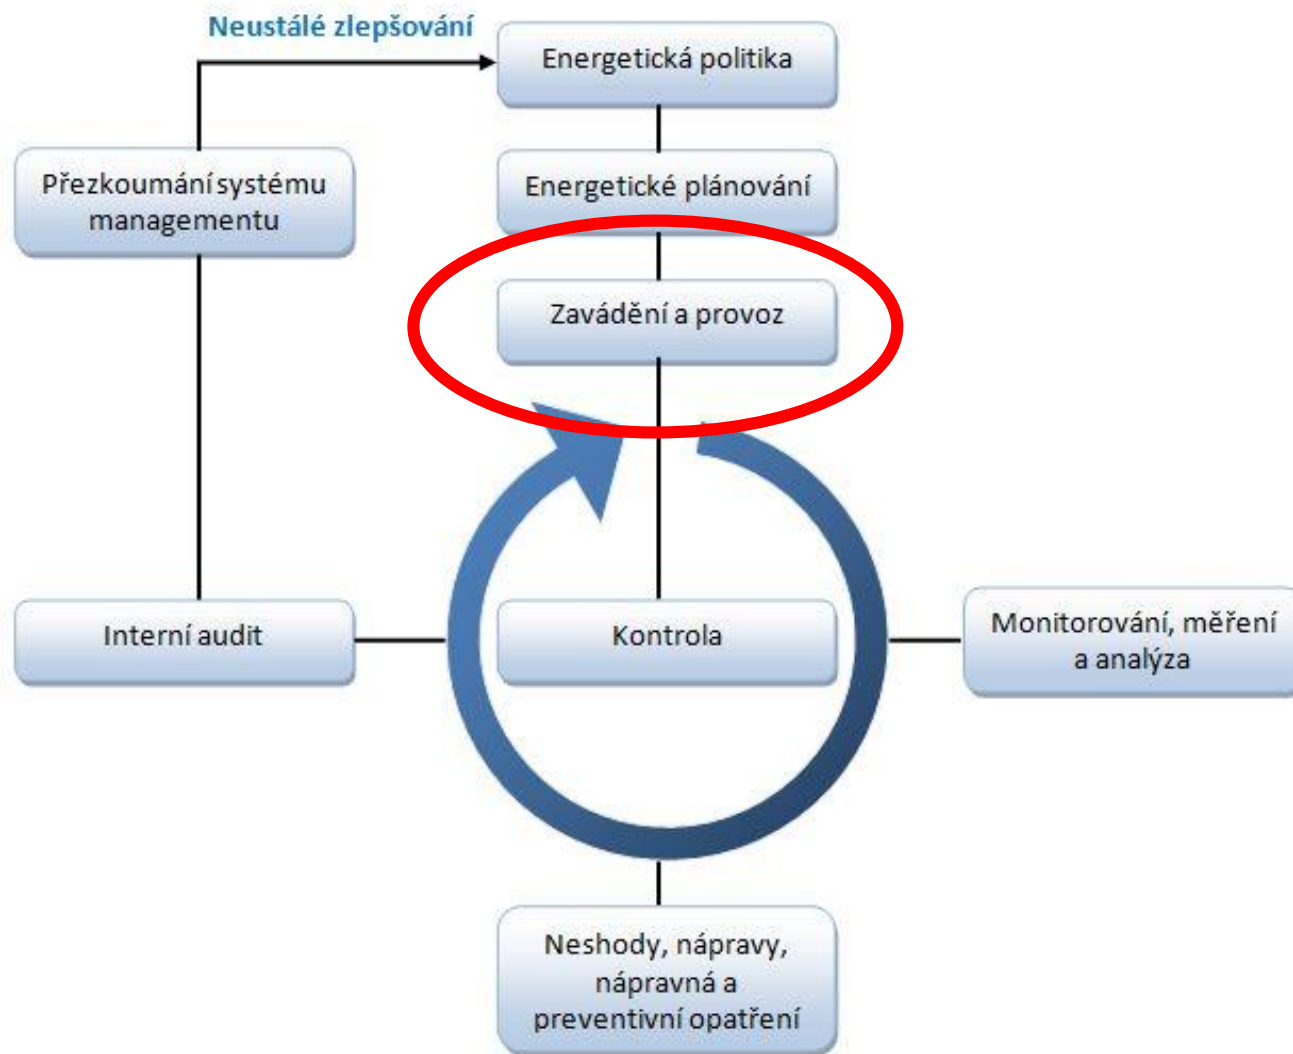 Neustálé zlepšování
Energetická politika
Přezkoumání systému
managementu
Energetické plánování
Zavádění a provoz
Interní audit
Kontrola
Monitorování, měření
a analýza
Neshody, nápravy,
nápravná a
preventivní opatření